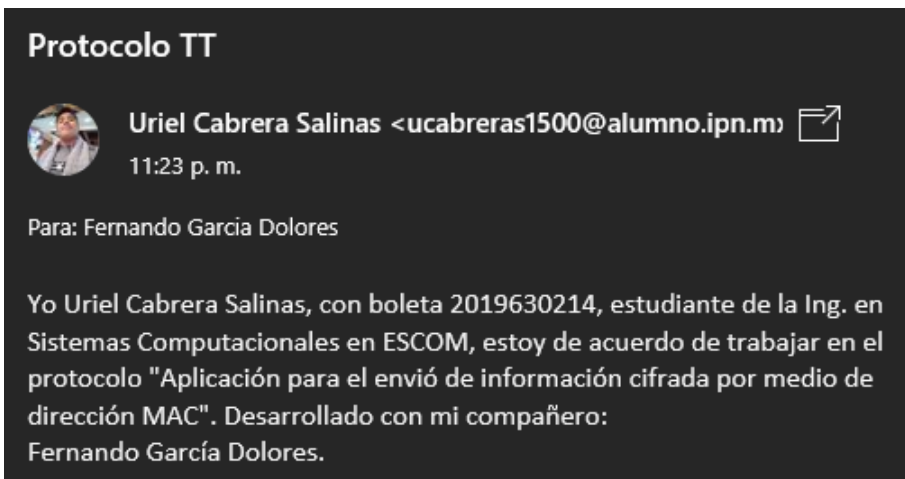 Protocolo TT
Uriel Cabrera Salinas <ucabreras1500@alumno.ipn.mx
11:23 p. m.
Para: Fernando Garcia Dolores
Yo Uriel Cabrera Salinas, con boleta 2019630214, estudiante de la Ing. en
Sistemas Computacionales en ESCOM, estoy de acuerdo de trabajar en el
protocolo "Aplicación para el envió de información cifrada por medio de
dirección MAC". Desarrollado con mi compañero:
Fernando García Dolores.